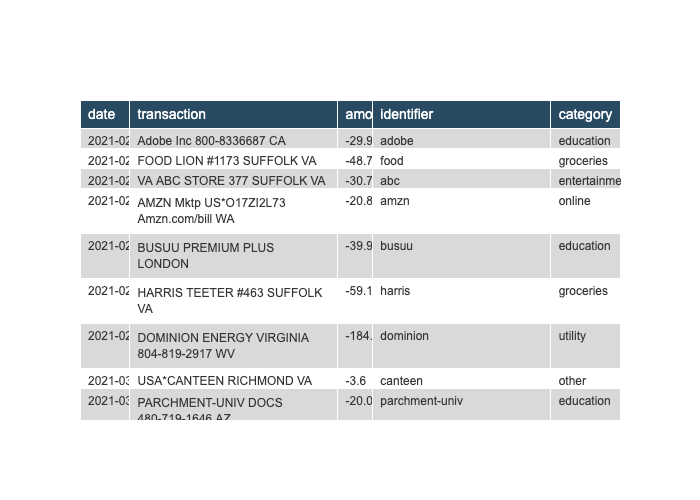 date transaction amo identifier category
2021-02 Adobe Inc 800-8336687 CA -29.9 adobe education
2021-02 FOOD LION #1173 SUFFOLK VA -48.7 food groceries
2021-02 VA ABC STORE 377 SUFFOLK VA -30.7 abc entertainme
2021-02 AMZN Mktp US*O17ZI2L73 -20.8 amzn online
Amzn.com/bill WA
2021-02 BUSUU PREMIUM PLUS -39.9 busuu education
LONDON
2021-02 HARRIS TEETER #463 SUFFOLK -59.1 harris groceries
VA
2021-02 DOMINION ENERGY VIRGINIA -184. dominion utility
804-819-2917 WV
2021-03 USA*CANTEEN RICHMOND VA -3.6 canteen other
2021-03 PARCHMENT-UNIV DOCS -20.0 parchment-univ education
480-719-1646 AZ